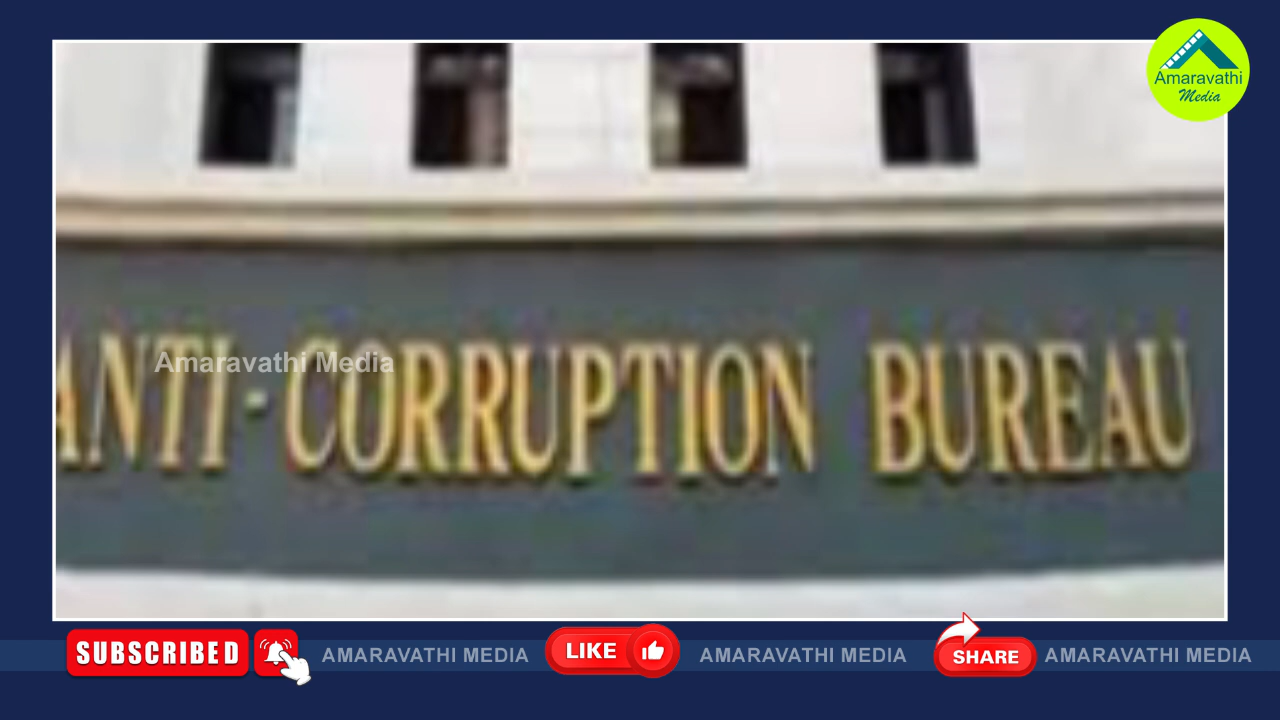 Amaravathi
Media
ANTI-CORRUPTION BUREAU
Amaravathi Media
SUBSCRIBED
AMARAVATHI MEDIA
LIKE
AMARAVATHI MEDIA
SHARE
AMARAVATHI MEDIA